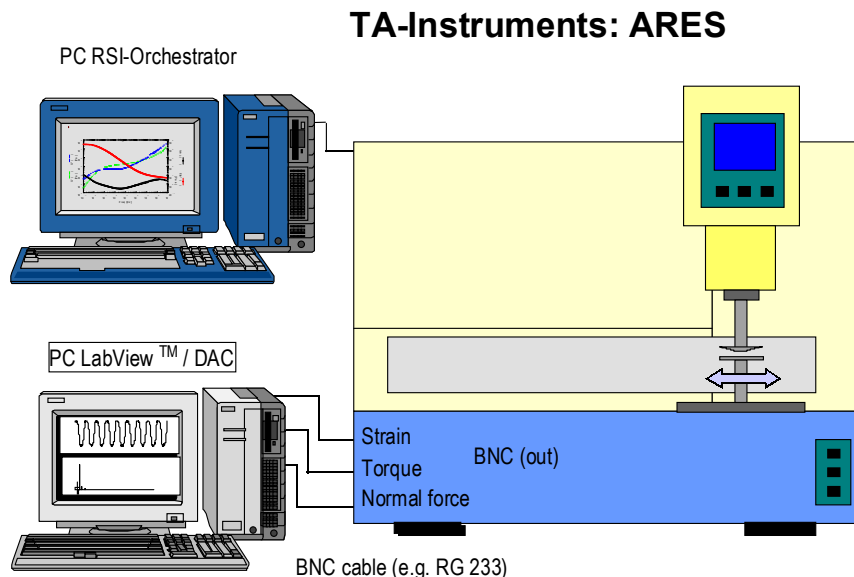 TA-Instruments: ARES
PC RSI-Orchestrator
PC LabView TM / DAC
Strain
Torque
BNC (out)
Normal force
BNC cable (e.g. RG 233)